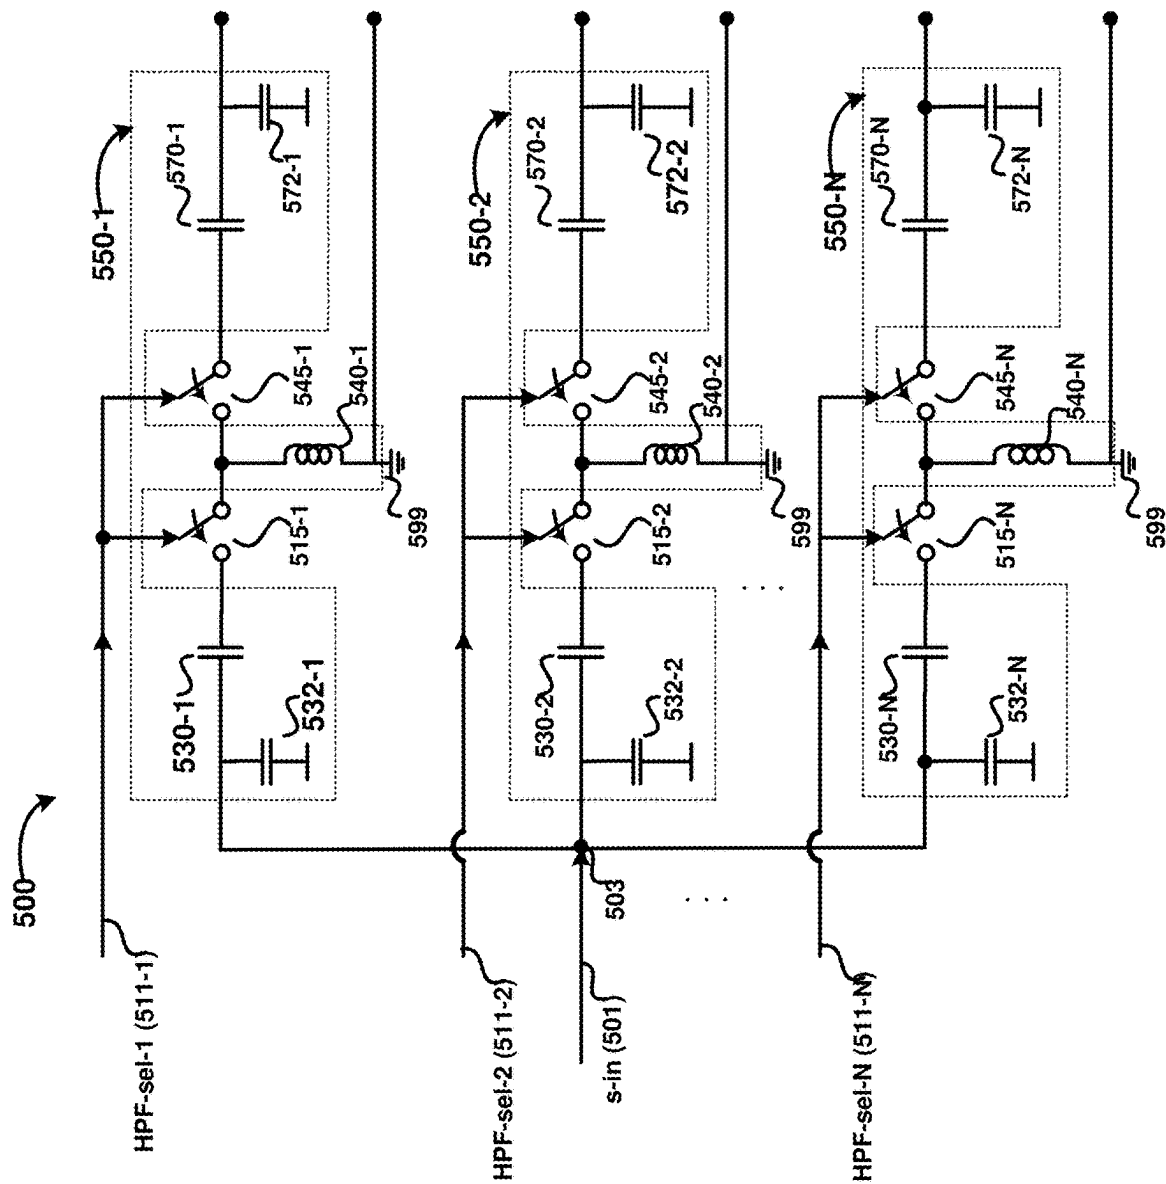 500
HPF-sel-1 (511-1)
550-1
530-1
532-1
515-1
599
545-1
540-1
570-1
572-1
HPF-sel-2 (511-2)
s-in (501)
503
550-2
530-2
532-2
515-2
599
545-2
540-2
570-2
572-2
. . .
. . .
HPF-sel-N (511-N)
550-N
530-N
532-N
515-N
599
545-N
540-N
570-N
572-N